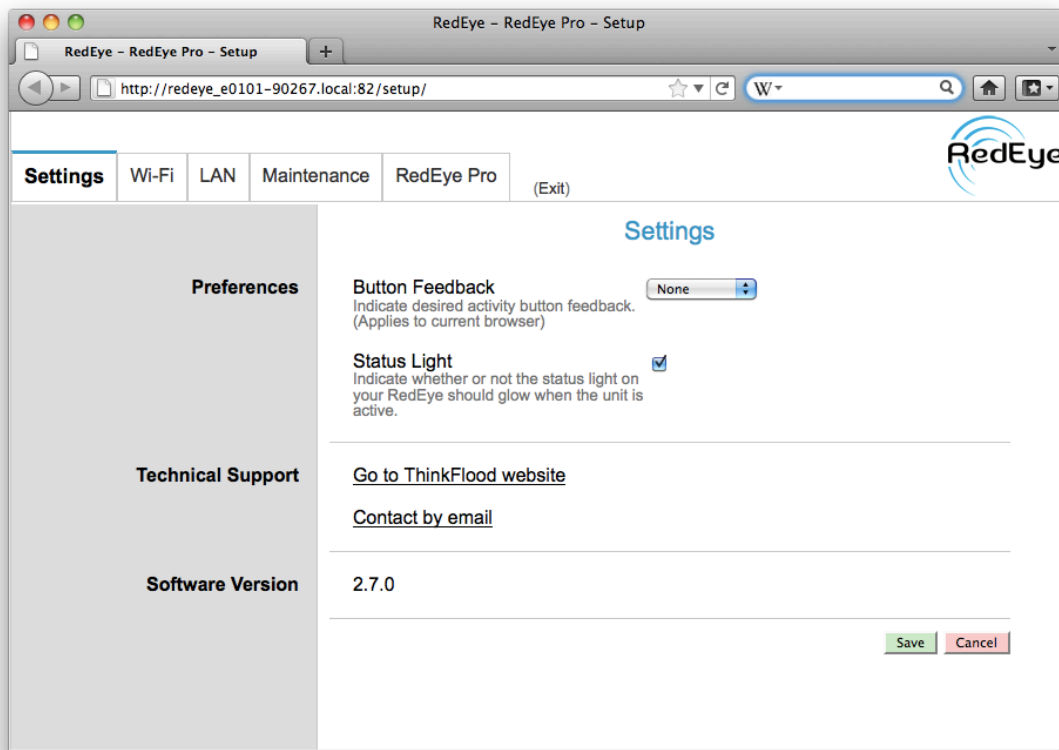 RedEye – RedEye Pro – Setup
RedEye – RedEye Pro – Setup
http://redeye_e0101-90267.local:82/setup/
W
Settings
Wi-Fi
LAN
Maintenance
RedEye Pro
(Exit)
RedEye
Settings
Preferences
Button Feedback
None
Indicate desired activity button feedback.
(Applies to current browser)
Status Light
Indicate whether or not the status light on
your RedEye should glow when the unit is
active.
Technical Support
Go to ThinkFlood website
Contact by email
Software Version
2.7.0
Save
Cancel